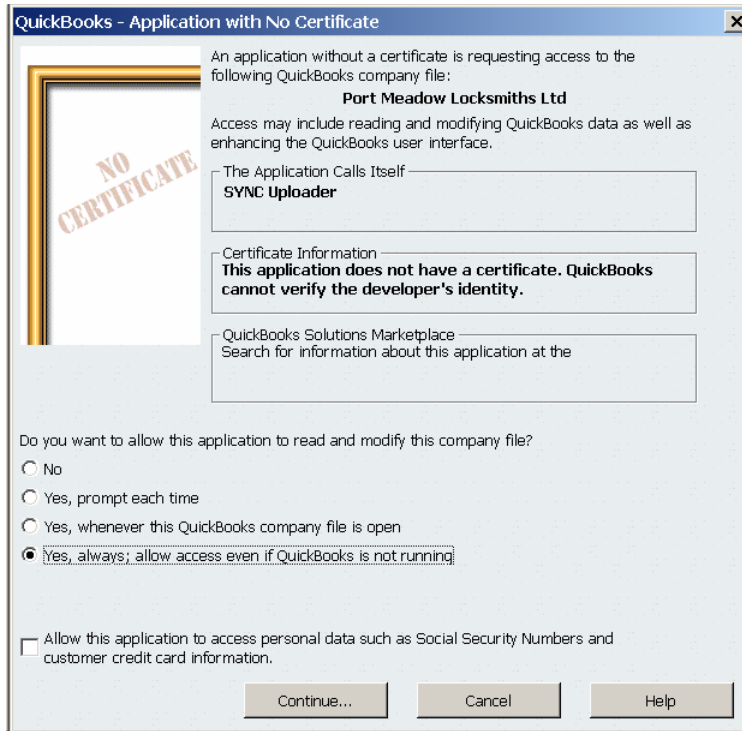 QuickBooks - Application with No Certificate
An application without a certificate is requesting access to the
following QuickBooks company file:
Port Meadow Locksmiths Ltd
Access may include reading and modifying QuickBooks data as well as
enhancing the QuickBooks user interface.
NO
CERTIFICATE
The Application Calls Itself
SYNC Uploader
Certificate Information
This application does not have a certificate. QuickBooks
cannot verify the developer's identity.
QuickBooks Solutions Marketplace
Search for information about this application at the
Do you want to allow this application to read and modify this company file?
No
Yes, prompt each time
Yes, whenever this QuickBooks company file is open
Yes, always; allow access even if QuickBooks is not running
Allow this application to access personal data such as Social Security Numbers and
customer credit card information.
Continue...
Cancel
Help